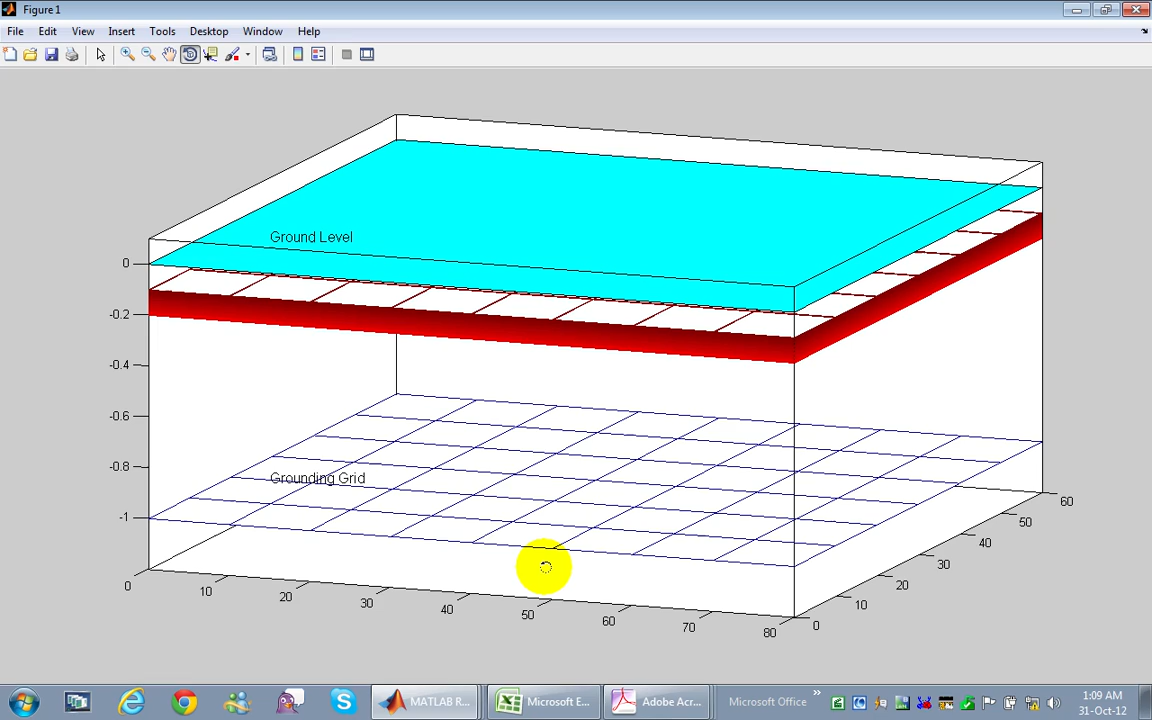 Figure 1
File Edit View Insert Tools Desktop Window Help
Ground Level
0
-0.2
-0.4
-0.6
-0.8
-1
Grounding Grid
0 10 20 30 40 50 60 70 80
0 10 20 30 40 50 60
MATLAB R... Microsoft E... Adobe Acr... Microsoft Office
1:09 AM
31-Oct-12